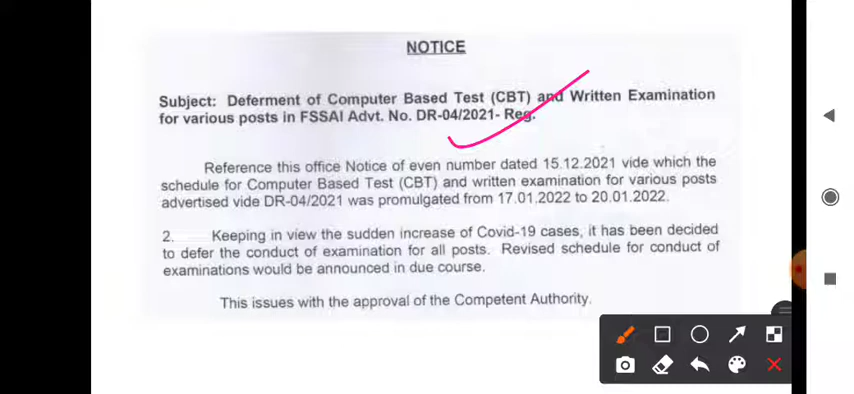 NOTICE
Subject: Deferment of Computer Based Test (CBT) and Written Examination
for various posts in FSSAI Advt. No. DR-04/2021- Reg.
Reference this office Notice of even number dated 15.12.2021 vide which the
schedule for Computer Based Test (CBT) and written examination for various posts
advertised vide DR-04/2021 was promulgated from 17.01.2022 to 20.01.2022.
2. Keeping in view the sudden increase of Covid-19 cases, it has been decided
to defer the conduct of examination for all posts. Revised schedule for conduct of
examinations would be announced in due course.
This issues with the approval of the Competent Authority.